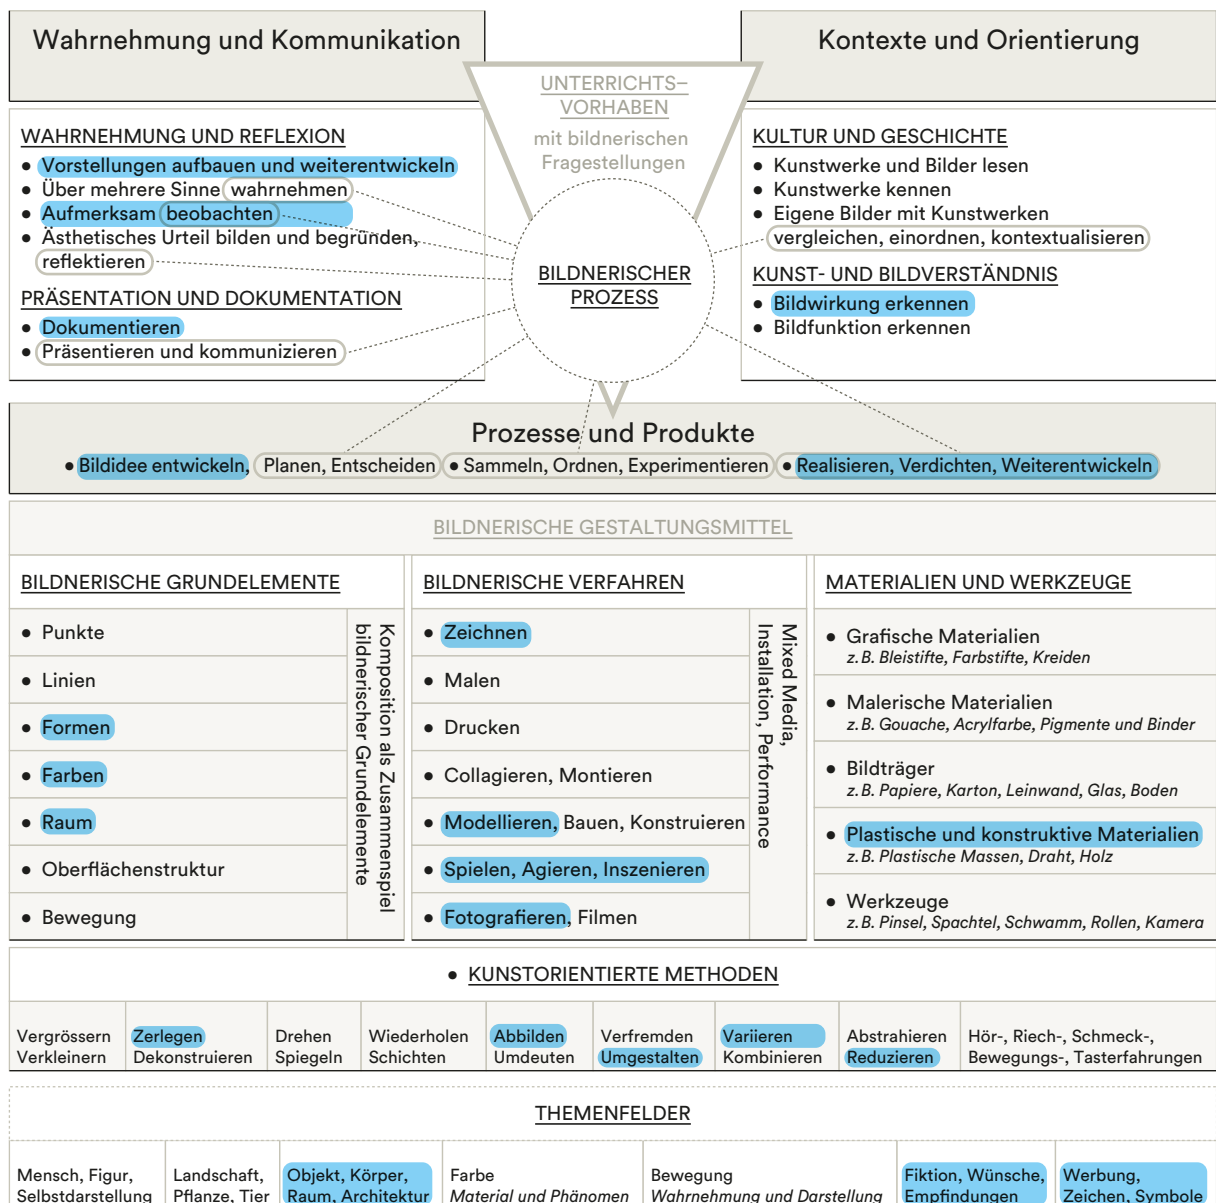 Wahrnehmung und Kommunikation
Kontexte und Orientierung
UNTERRICHTS–
VORHABEN
mit bildnerischen
Fragestellungen
WAHRNEHMUNG UND REFLEXION
• Vorstellungen aufbauen und weiterentwickeln
• Über mehrere Sinne wahrnehmen
• Aufmerksam beobachten
• Ästhetisches Urteil bilden und begründen,
reflektieren
PRÄSENTATION UND DOKUMENTATION
• Dokumentieren
• Präsentieren und kommunizieren
BILDNERISCHER
PROZESS
KULTUR UND GESCHICHTE
• Kunstwerke und Bilder lesen
• Kunstwerke kennen
• Eigene Bilder mit Kunstwerken
vergleichen, einordnen, kontextualisieren
KUNST- UND BILDVERSTÄNDNIS
• Bildwirkung erkennen
• Bildfunktion erkennen
Prozesse und Produkte
• Bildidee entwickeln, Planen, Entscheiden • Sammeln, Ordnen, Experimentieren • Realisieren, Verdichten, Weiterentwickeln
BILDNERISCHE GESTALTUNGSMITTEL
BILDNERISCHE GRUNDELEMENTE
• Punkte
• Linien
• Formen
• Farben
• Raum
• Oberflächenstruktur
• Bewegung
Komposition als Zusammenspiel
bildnerischer Grundelemente
BILDNERISCHE VERFAHREN
• Zeichnen
• Malen
• Drucken
• Collagieren, Montieren
• Modellieren, Bauen, Konstruieren
• Spielen, Agieren, Inszenieren
• Fotografieren, Filmen
Mixed Media,
Installation, Performance
MATERIALIEN UND WERKZEUGE
• Grafische Materialien
z.B. Bleistifte, Farbstifte, Kreiden
• Malerische Materialien
z.B. Gouache, Acrylfarbe, Pigmente und Binder
• Bildträger
z.B. Papiere, Karton, Leinwand, Glas, Boden
• Plastische und konstruktive Materialien
z.B. Plastische Massen, Draht, Holz
• Werkzeuge
z.B. Pinsel, Spachtel, Schwamm, Rollen, Kamera
• KUNSTORIENTIERTE METHODEN
Vergrössern
Verkleinern
Zerlegen
Dekonstruieren
Drehen
Spiegeln
Wiederholen
Schichten
Abbilden
Umdeuten
Verfremden
Umgestalten
Variieren
Kombinieren
Abstrahieren
Reduzieren
Hör-, Riech-, Schmeck-,
Bewegungs-, Tasterfahrungen
THEMENFELDER
Mensch, Figur,
Selbstdarstellung
Landschaft,
Pflanze, Tier
Objekt, Körper,
Raum, Architektur
Farbe
Material und Phänomen
Bewegung
Wahrnehmung und Darstellung
Fiktion, Wünsche,
Empfindungen
Werbung,
Zeichen, Symbole